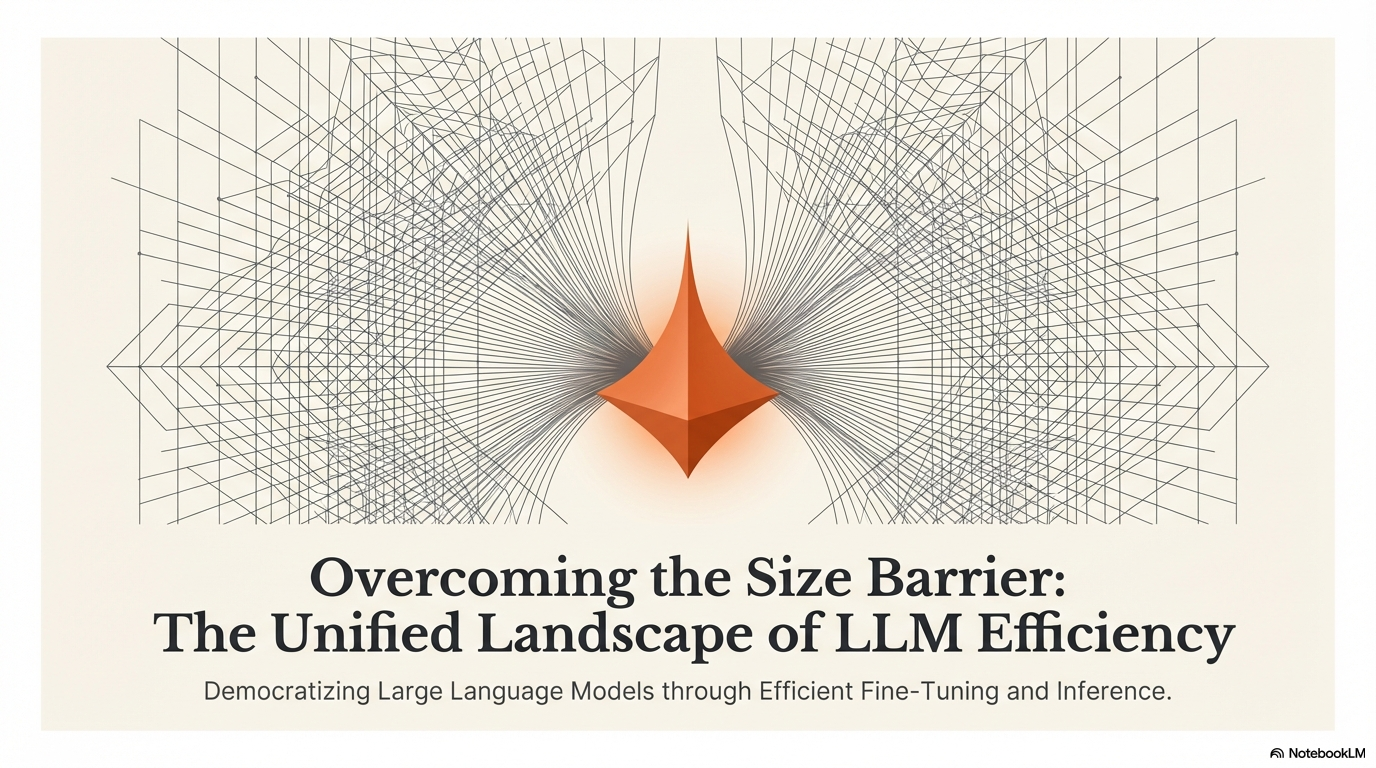 Overcoming the Size Barrier:
The Unified Landscape of LLM Efficiency
Democratizing Large Language Models through Efficient Fine-Tuning and Inference.
NotebookLM